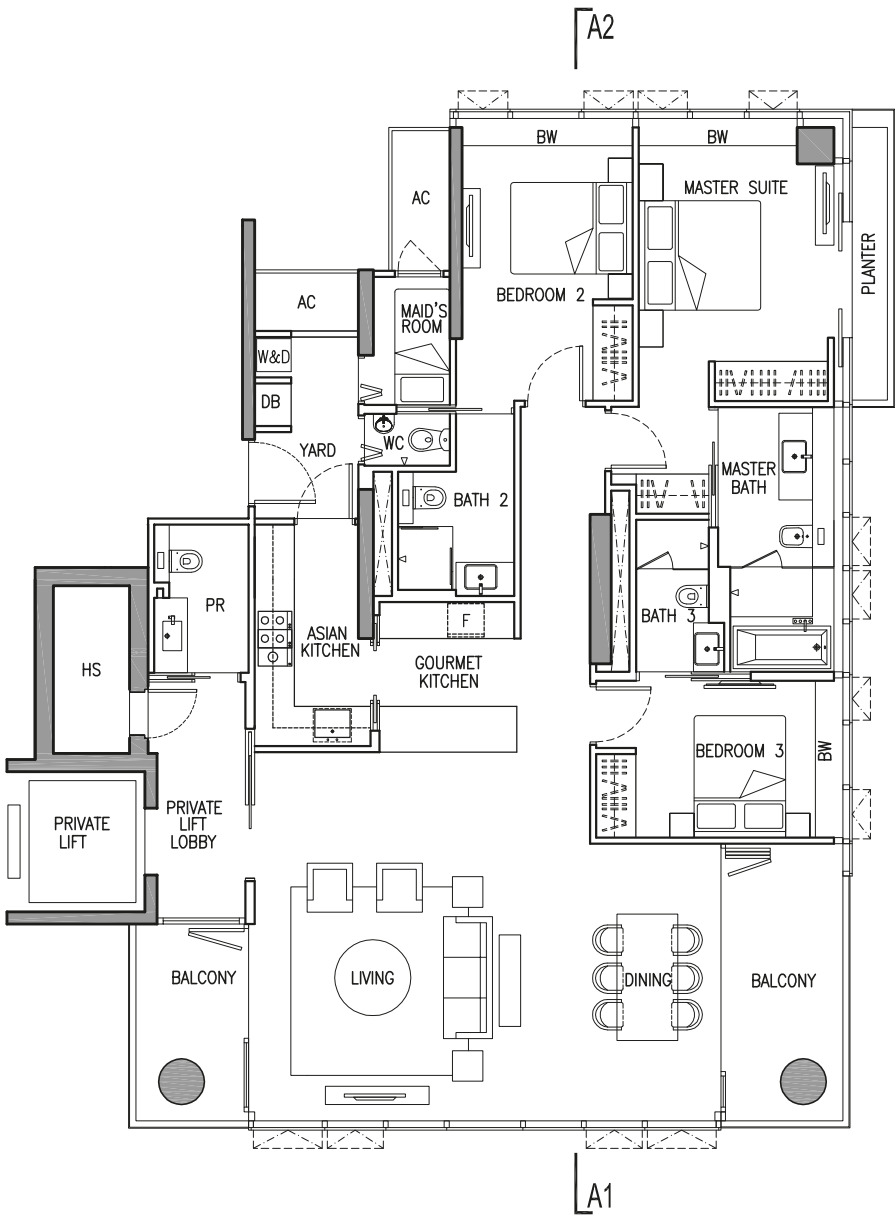 A2
BW
BW
AC
MASTER SUITE
PLANTER
BEDROOM 2
AC
MAID'S
ROOM
W&D
DB
YARD
WC
BATH 2
MASTER
BATH
PR
ASIAN
KITCHEN
F
BATH 3
HS
GOURMET
KITCHEN
BEDROOM 3
BW
PRIVATE
LIFT
PRIVATE
LIFT
LOBBY
BALCONY
LIVING
DINING
BALCONY
A1